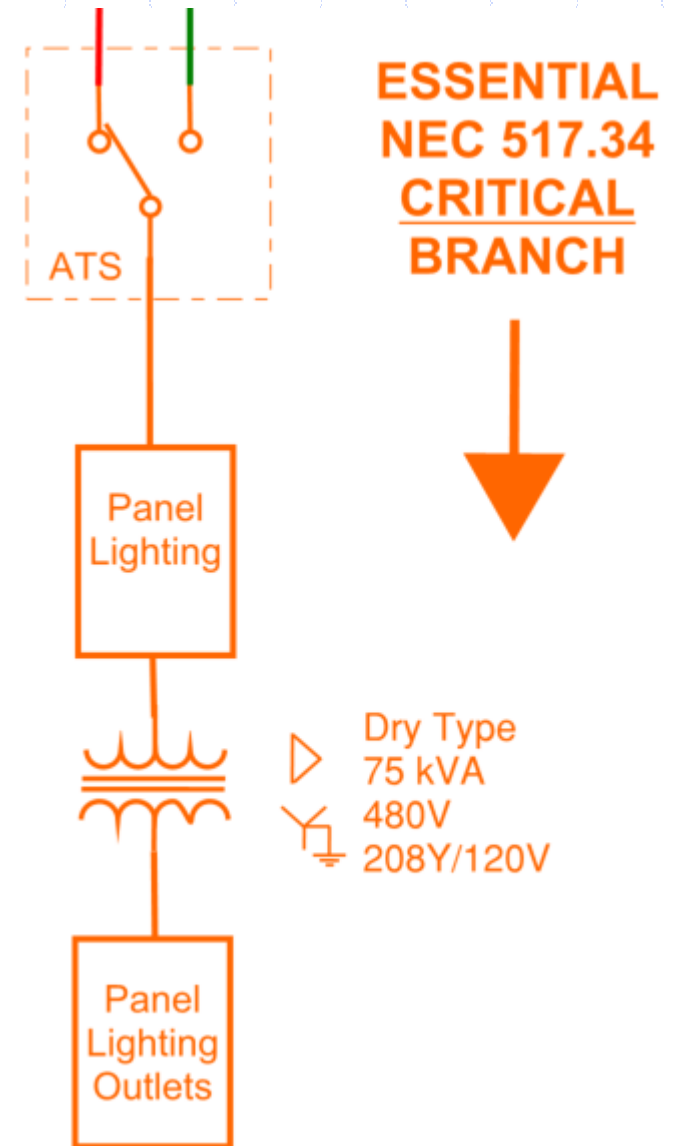 ESSENTIAL
NEC 517.34
CRITICAL
BRANCH
ATS
Panel
Lighting
Dry Type
75 kVA
480V
208Y/120V
Panel
Lighting
Outlets